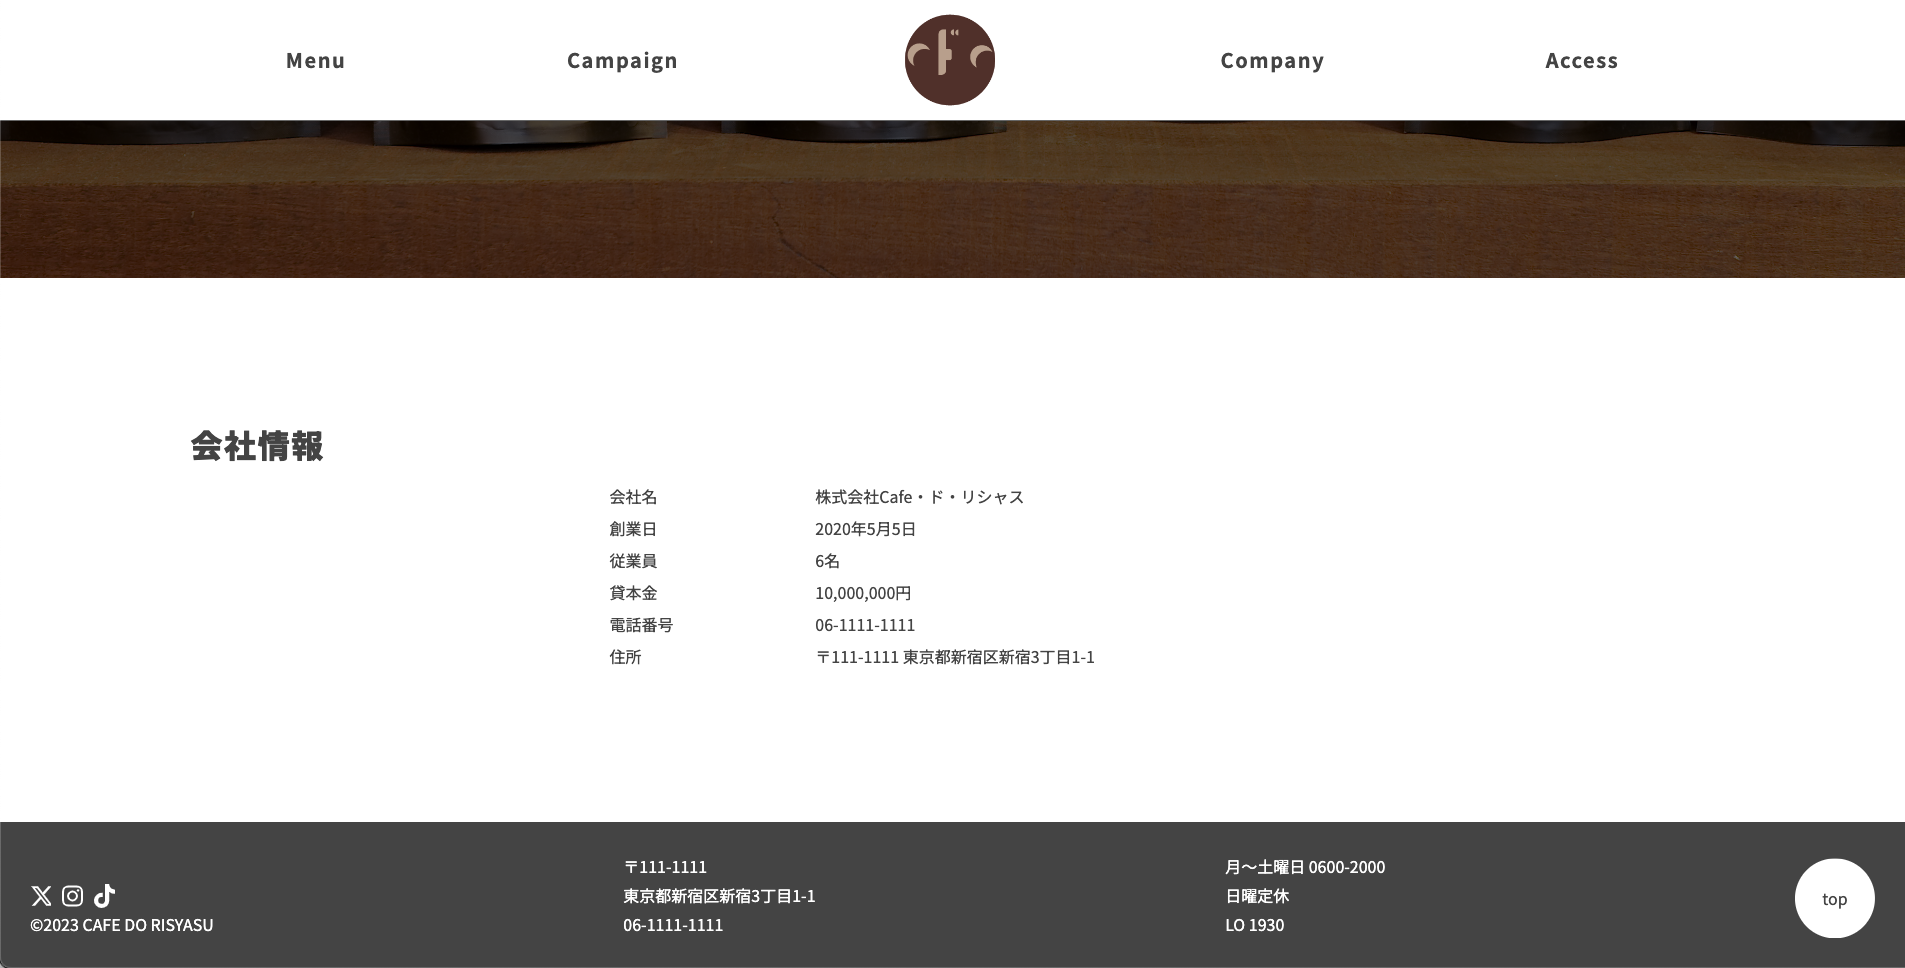 Menu
Campaign
ド
Company
Access
会社情報
会社名 株式会社Cafe・ド・リシャス
創業日 2020年5月5日
従業員 6名
貸本金 10,000,000円
電話番号 06-1111-1111
住所 〒111-1111 東京都新宿区新宿3丁目1-1
©2023 CAFE DO RISYASU
〒111-1111
東京都新宿区新宿3丁目1-1
06-1111-1111
月〜土曜日 0600-2000
日曜定休
LO 1930
top